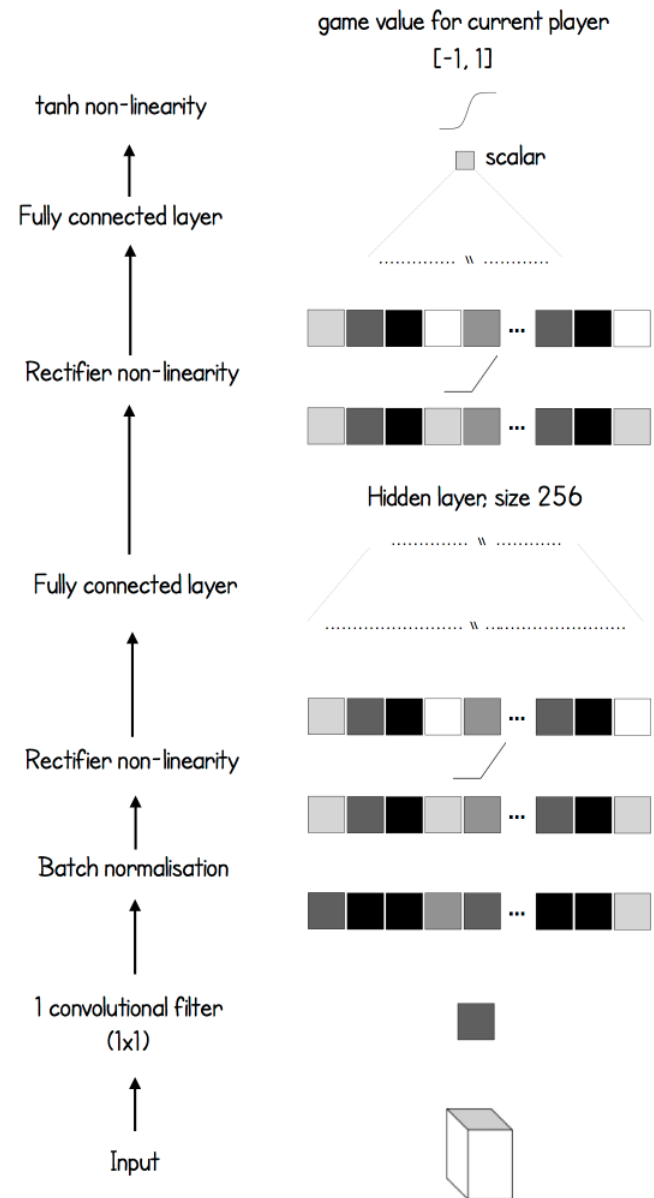 game value for current player
[-1, 1]
tanh non-linearity
scalar
Fully connected layer
Rectifier non-linearity
...
...
Hidden layer, size 256
Fully connected layer
...
Rectifier non-linearity
...
Batch normalisation
...
1 convolutional filter
(1x1)
Input